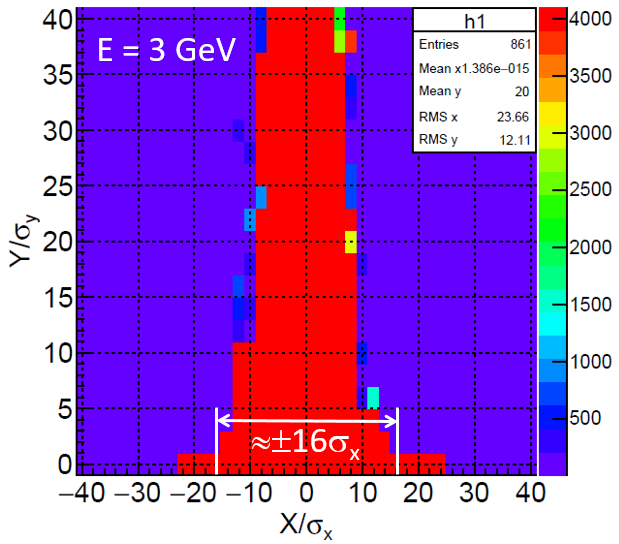 E = 3 GeV
h1
Entries 861
Mean x1.386e−015
Mean y 20
RMS x 23.66
RMS y 12.11
Y/σy
40
35
30
25
20
15
10
5
0
≈±16σx
−40 −30 −20 −10 0 10 20 30 40
X/σx
4000
3500
3000
2500
2000
1500
1000
500